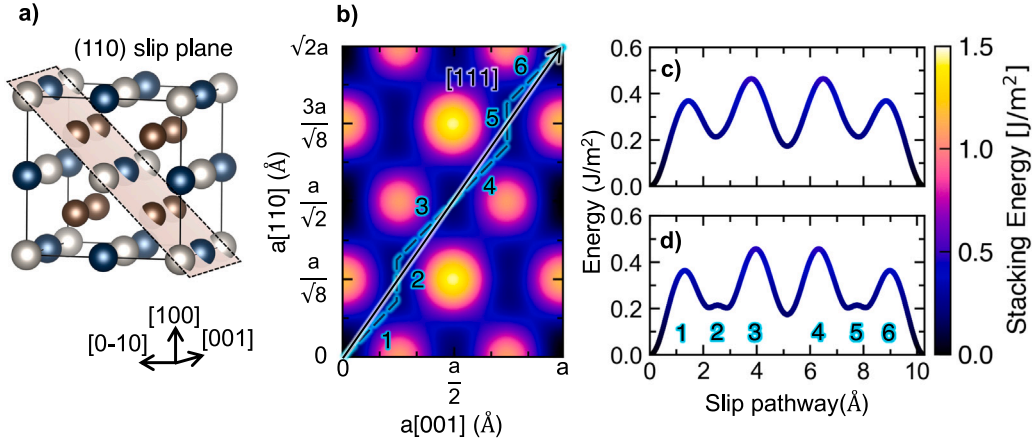 a)
(110) slip plane
[100]
[0-10]
[001]
b)
√2a
3a
√8
a
√2
a
√8
0
a[110] (Å)
[111]
1
2
3
4
5
6
0
a
2
a
a[001] (Å)
c)
0.6
0.4
0.2
0.0
d)
0.6
0.4
0.2
0.0
Energy (J/m²)
1 2 3 4 5 6
0 2 4 6 8 10
Slip pathway(Å)
1.5
1.0
0.5
0.0
Stacking Energy [J/m²]